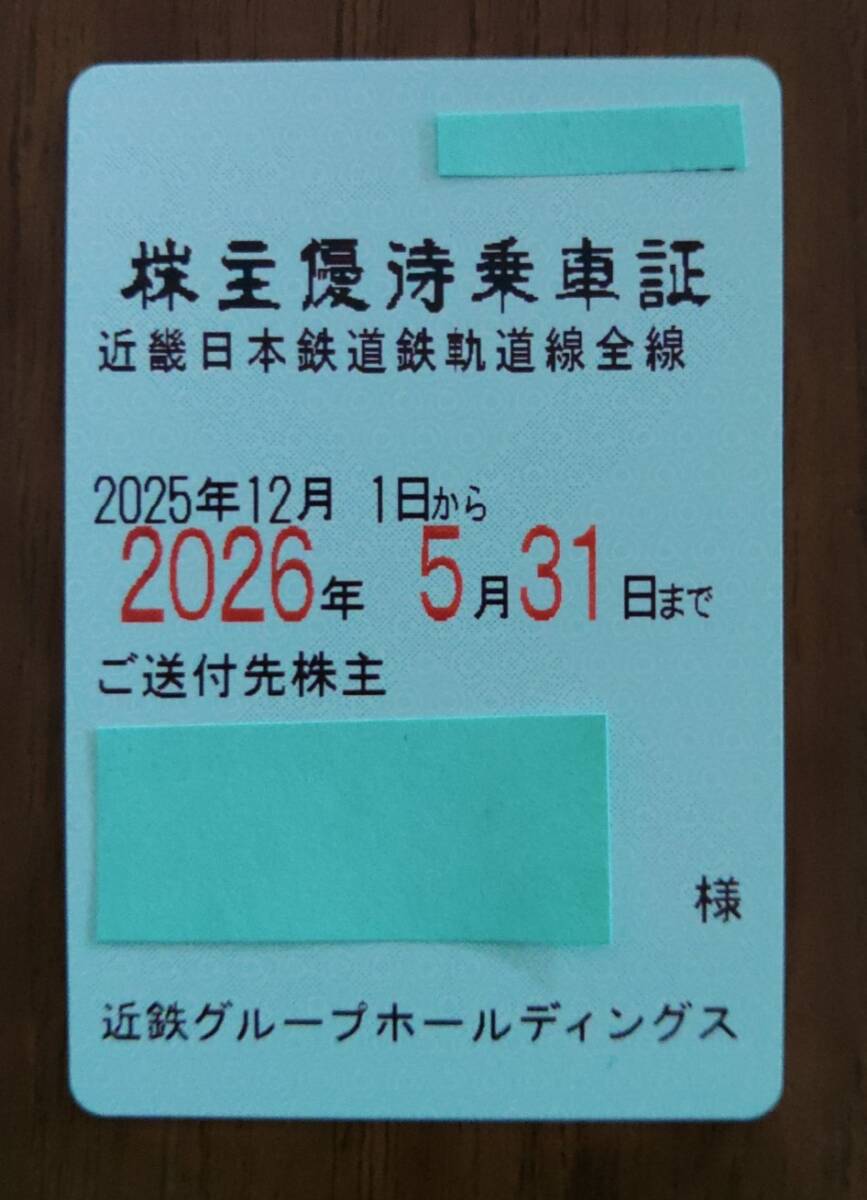 株主優待乗車証
近畿日本鉄道鉄軌道線全線
2025年12月 1日から
2026年 5月31日まで
ご送付先株主
様
近鉄グループホールディングス